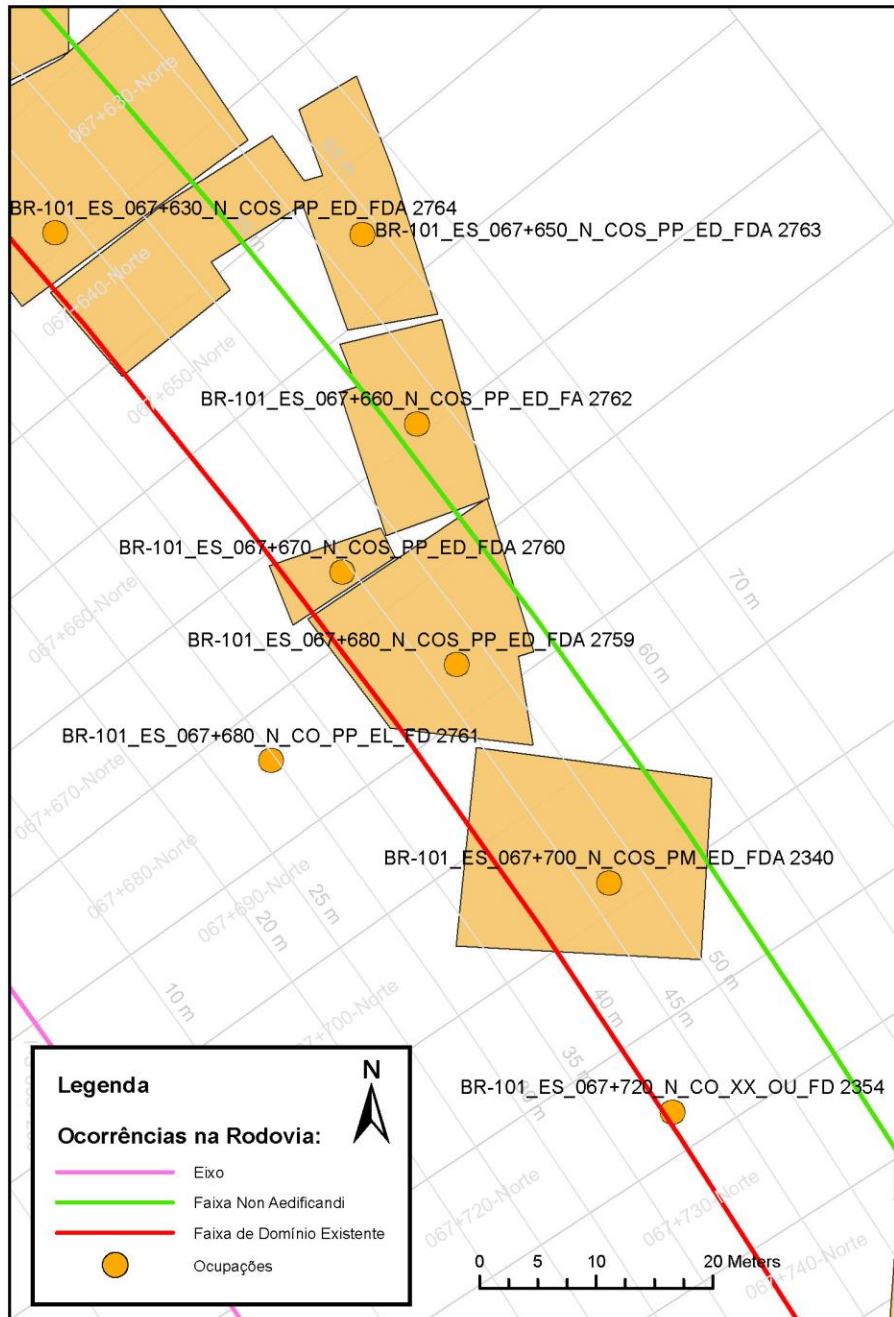 067+630-Norte
BR-101_ES_067+630_N_COS_PP_ED_FDA 2764
BR-101_ES_067+650_N_COS_PP_ED_FDA 2763
067+640-Norte
067+650-Norte
BR-101_ES_067+660_N_COS_PP_ED_FA 2762
BR-101_ES_067+670_N_COS_PP_ED_FDA 2760
70 m
067+660-Norte
BR-101_ES_067+680_N_COS_PP_ED_FDA 2759
60 m
BR-101_ES_067+680_N_CO_PP_EL_FD 2761
067+670-Norte
BR-101_ES_067+700_N_COS_PM_ED_FDA 2340
067+680-Norte
067+690-Norte
25 m
20 m
50 m
10 m
45 m
40 m
067+700-Norte
35 m
BR-101_ES_067+720_N_CO_XX_OU_FD 2354
067+720-Norte
067+730-Norte
067+740-Norte
N
Legenda
Ocorrências na Rodovia:
Eixo
Faixa Non Aedificandi
Faixa de Domínio Existente
Ocupações
0 5 10 20 Meters